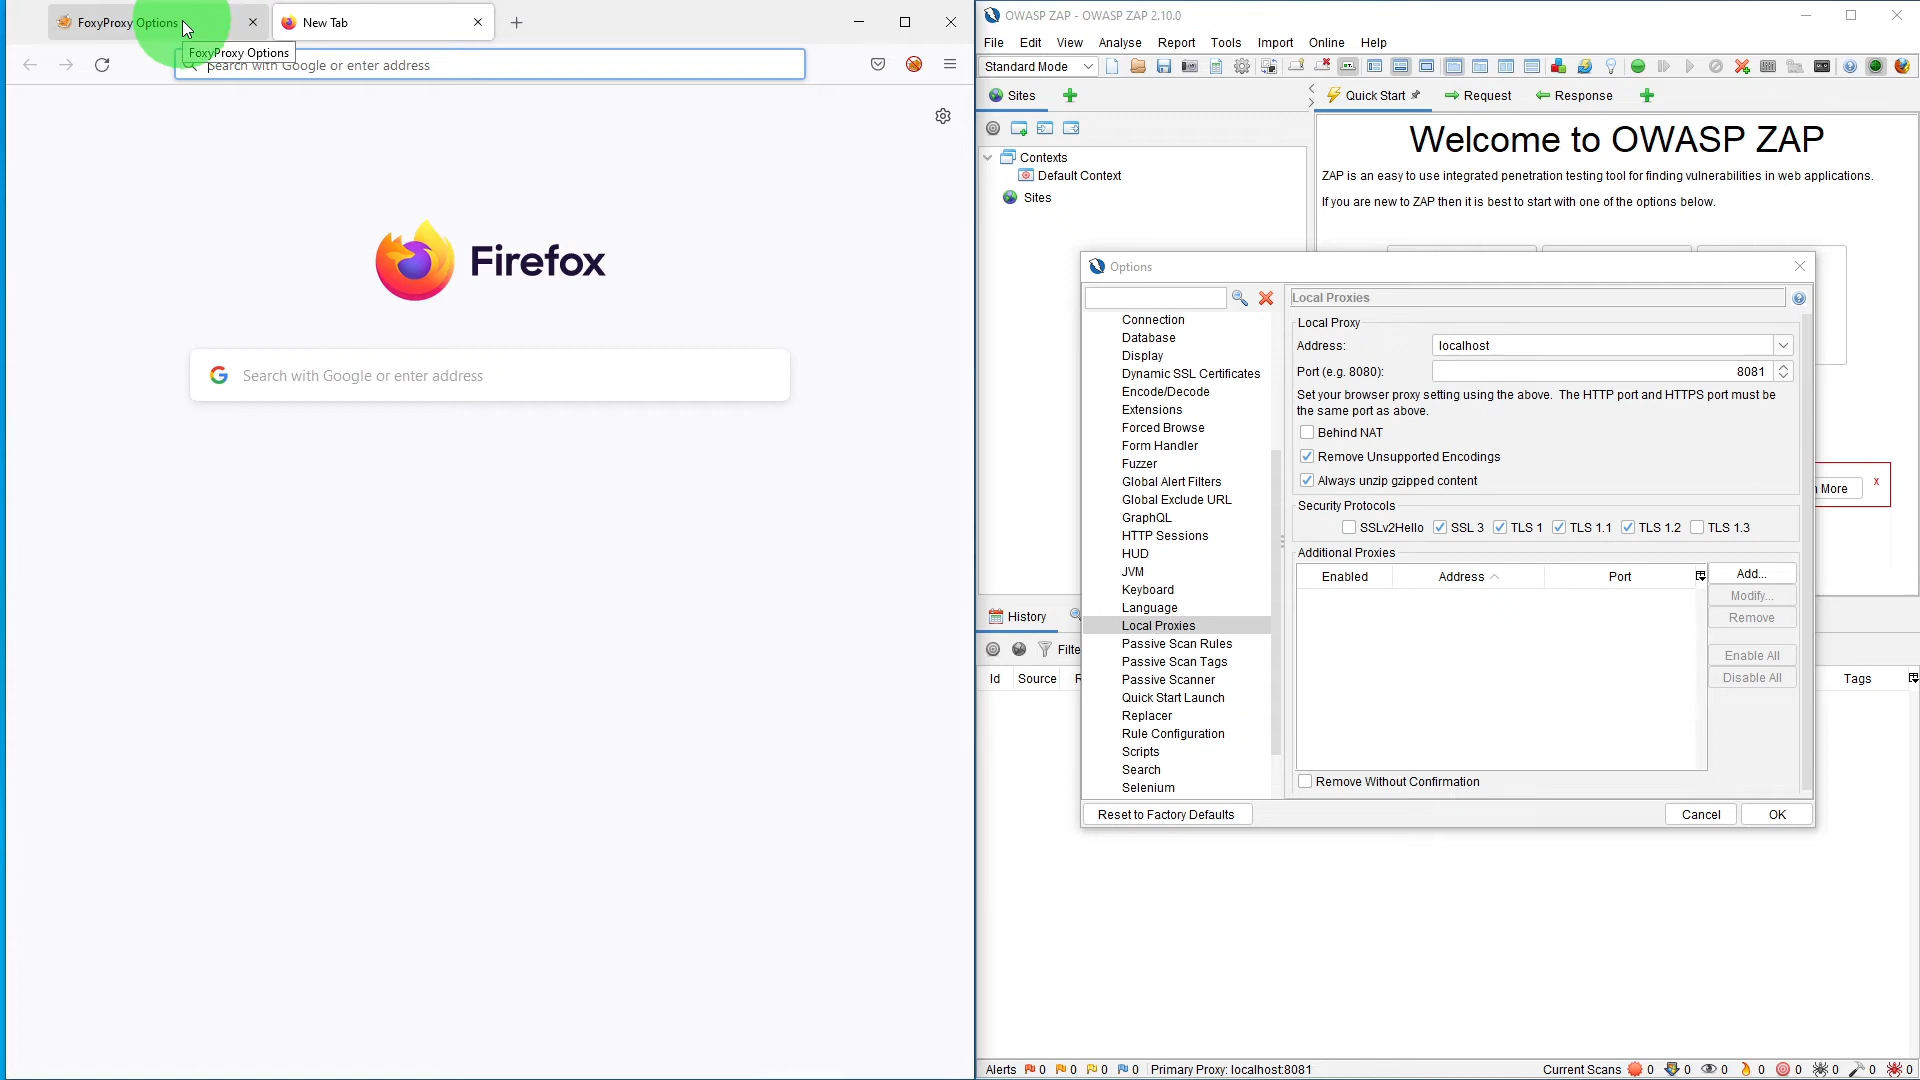 FoxyProxy Options
New Tab
FoxyProxy Options
Search with Google or enter address
Firefox
Search with Google or enter address
OWASP ZAP - OWASP ZAP 2.10.0
File Edit View Analyse Report Tools Import Online Help
Standard Mode
Sites
Quick Start
Request
Response
Contexts
Default Context
Sites
Welcome to OWASP ZAP
ZAP is an easy to use integrated penetration testing tool for finding vulnerabilities in web applications.
If you are new to ZAP then it is best to start with one of the options below.
Options
Connection
Database
Display
Dynamic SSL Certificates
Encode/Decode
Extensions
Forced Browse
Form Handler
Fuzzer
Global Alert Filters
Global Exclude URL
GraphQL
HTTP Sessions
HUD
JVM
Keyboard
Language
Local Proxies
Passive Scan Rules
Passive Scan Tags
Passive Scanner
Quick Start Launch
Replacer
Rule Configuration
Scripts
Search
Selenium
Local Proxies
Local Proxy
Address: localhost
Port (e.g. 8080): 8081
Set your browser proxy setting using the above. The HTTP port and HTTPS port must be
the same port as above.
Behind NAT
Remove Unsupported Encodings
Always unzip gzipped content
Security Protocols
SSLv2Hello SSL 3 TLS 1 TLS 1.1 TLS 1.2 TLS 1.3
Additional Proxies
Enabled Address Port
Add...
Modify...
Remove
Enable All
Disable All
Remove Without Confirmation
Reset to Factory Defaults
Cancel
OK
More
x
History
Filte
Id Source R
Tags
Alerts 0 0 0 0 Primary Proxy: localhost:8081
Current Scans 0 0 0 0 0 0 0 0